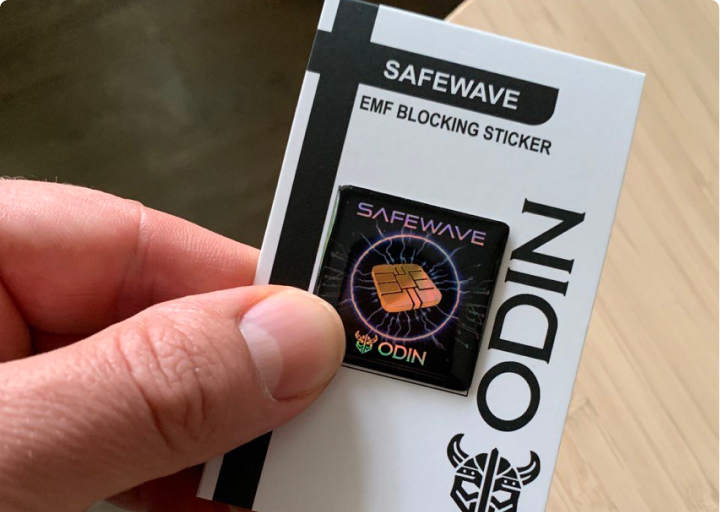 SAFEWAVE
EMF BLOCKING STICKER
SAFEWAVE
ODIN
ODIN